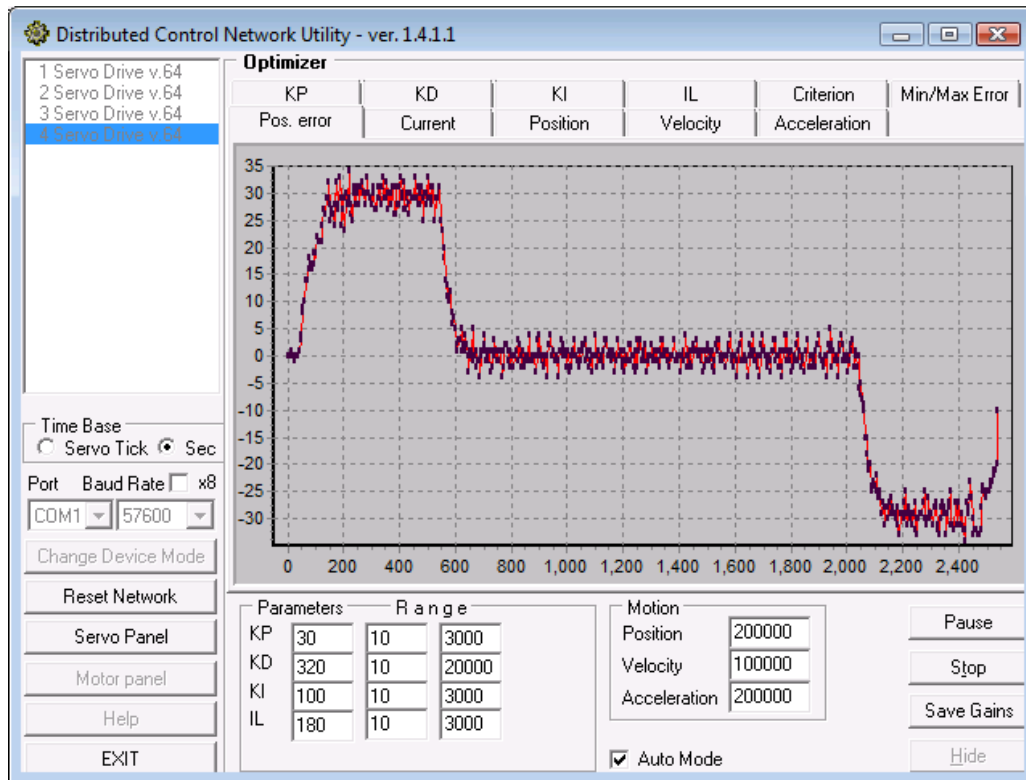 Distributed Control Network Utility - ver. 1.4.1.1
1 Servo Drive v.64
2 Servo Drive v.64
3 Servo Drive v.64
4 Servo Drive v.64
Optimizer
KP KD KI IL Criterion Min/Max Error
Pos. error Current Position Velocity Acceleration
35
30
25
20
15
10
5
0
-5
-10
-15
-20
-25
-30
0 200 400 600 800 1,000 1,200 1,400 1,600 1,800 2,000 2,200 2,400
Time Base
Servo Tick Sec
Port Baud Rate x8
COM1 57600
Change Device Mode
Reset Network
Servo Panel
Motor panel
Help
EXIT
Parameters Range
KP 30 10 3000
KD 320 10 20000
KI 100 10 3000
IL 180 10 3000
Motion
Position 200000
Velocity 100000
Acceleration 200000
Auto Mode
Pause
Stop
Save Gains
Hide